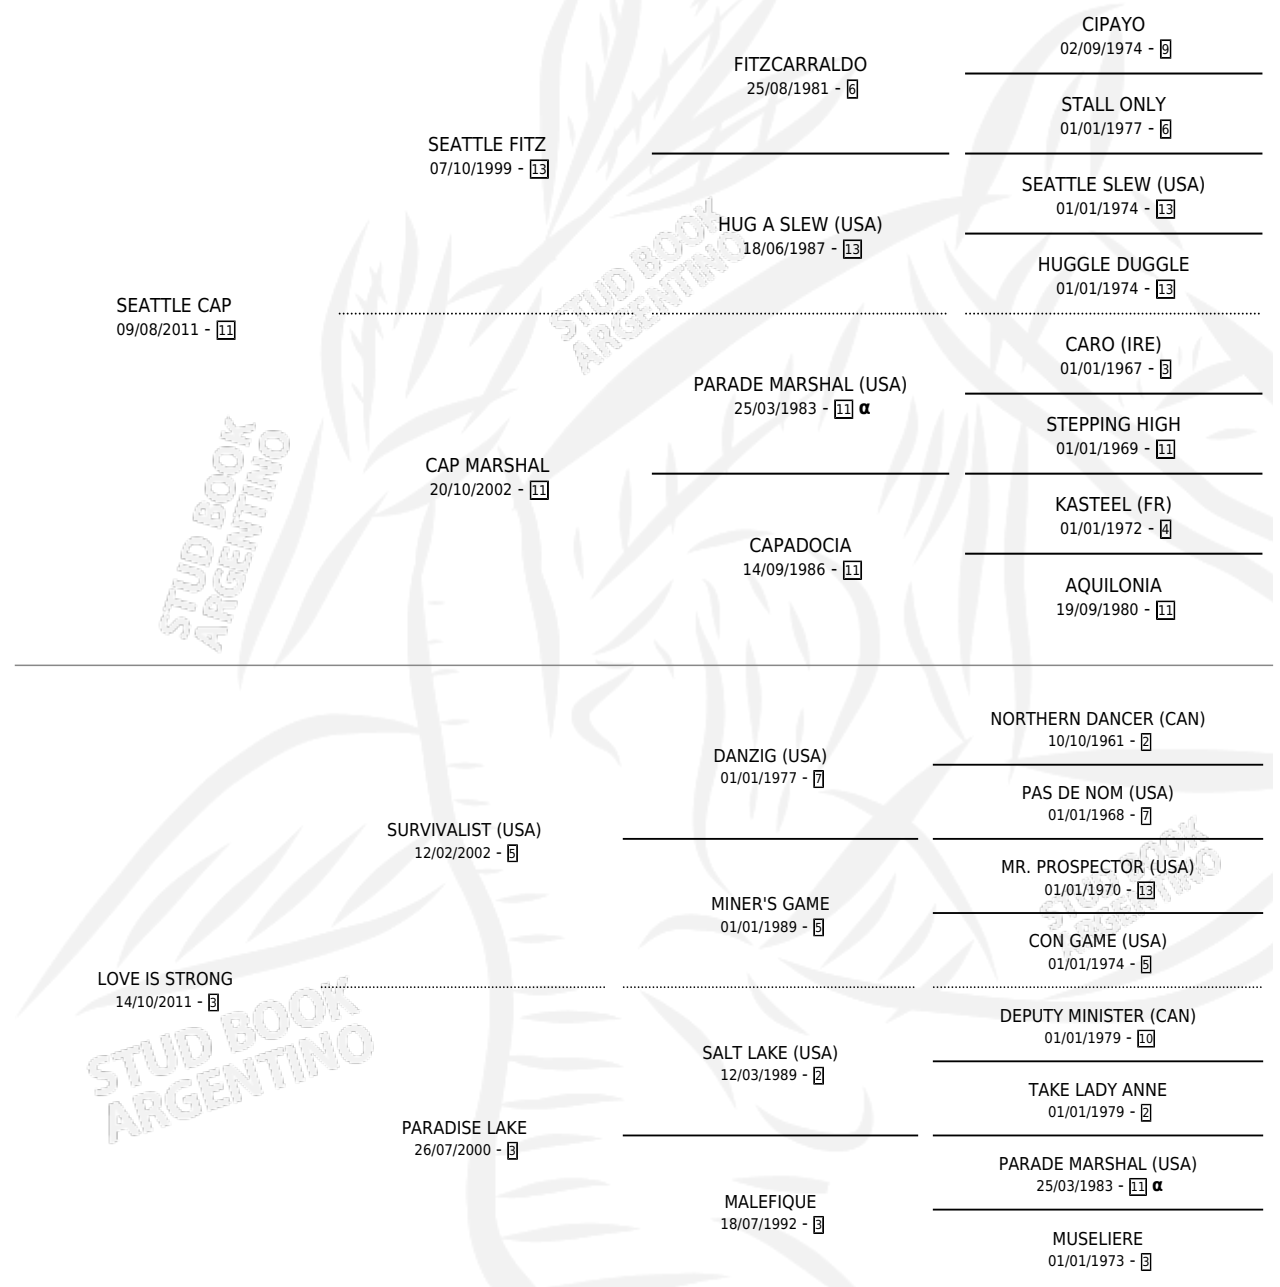 CIPAYO
02/09/1974 - 9
FITZCARRALDO
25/08/1981 - 6
STALL ONLY
01/01/1977 - 6
SEATTLE FITZ
07/10/1999 - 13
SEATTLE SLEW (USA)
01/01/1974 - 13
HUG A SLEW (USA)
18/06/1987 - 13
HUGGLE DUGGLE
01/01/1974 - 13
SEATTLE CAP
09/08/2011 - 11
CARO (IRE)
01/01/1967 - 3
PARADE MARSHAL (USA)
25/03/1983 - 11 α
STEPPING HIGH
01/01/1969 - 11
CAP MARSHAL
20/10/2002 - 11
KASTEEL (FR)
01/01/1972 - 4
CAPADOCIA
14/09/1986 - 11
AQUILONIA
19/09/1980 - 11
NORTHERN DANCER (CAN)
10/10/1961 - 2
DANZIG (USA)
01/01/1977 - 7
PAS DE NOM (USA)
01/01/1968 - 7
SURVIVALIST (USA)
12/02/2002 - 5
MR. PROSPECTOR (USA)
01/01/1970 - 13
MINER'S GAME
01/01/1989 - 5
CON GAME (USA)
01/01/1974 - 5
LOVE IS STRONG
14/10/2011 - 3
DEPUTY MINISTER (CAN)
01/01/1979 - 10
SALT LAKE (USA)
12/03/1989 - 2
TAKE LADY ANNE
01/01/1979 - 2
PARADISE LAKE
26/07/2000 - 3
PARADE MARSHAL (USA)
25/03/1983 - 11 α
MALEFIQUE
18/07/1992 - 3
MUSELIERE
01/01/1973 - 3
STUD BOOK
ARGENTINO
STUD BOOK
ARGENTINO
STUD BOOK
ARGENTINO
STUD BOOK
ARGENTINO